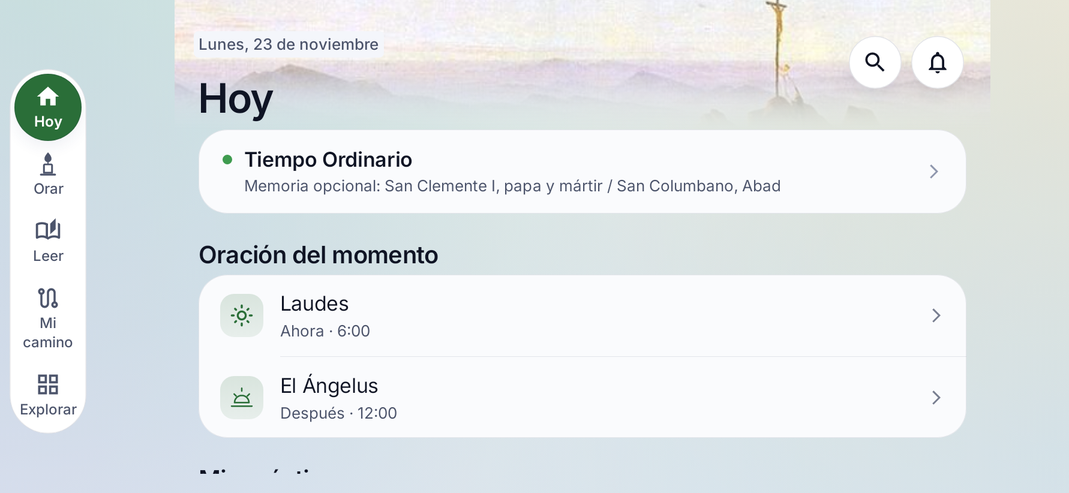 Lunes, 23 de noviembre
Hoy
Hoy
Orar
Leer
Mi
camino
Explorar
Tiempo Ordinario
Memoria opcional: San Clemente I, papa y mártir / San Columbano, Abad
Oración del momento
Laudes
Ahora · 6:00
El Ángelus
Después · 12:00